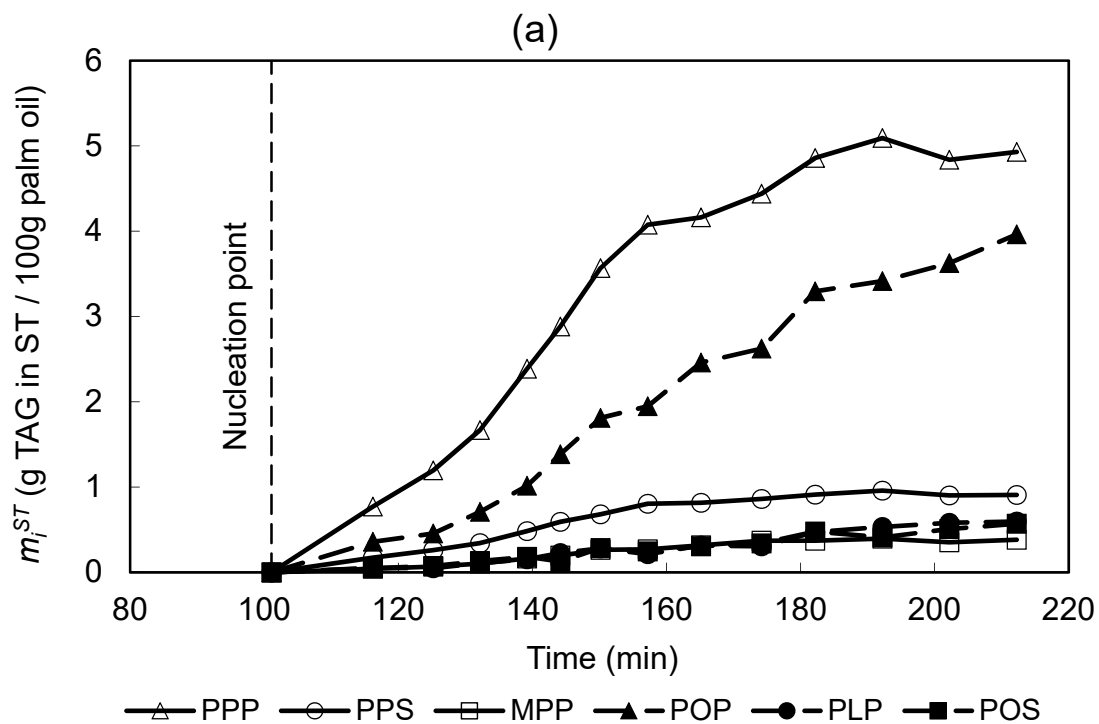 (a)
m_i^ST (g TAG in ST / 100g palm oil)
6
5
4
3
2
1
0
Nucleation point
80 100 120 140 160 180 200 220
Time (min)
PPP PPS MPP POP PLP POS